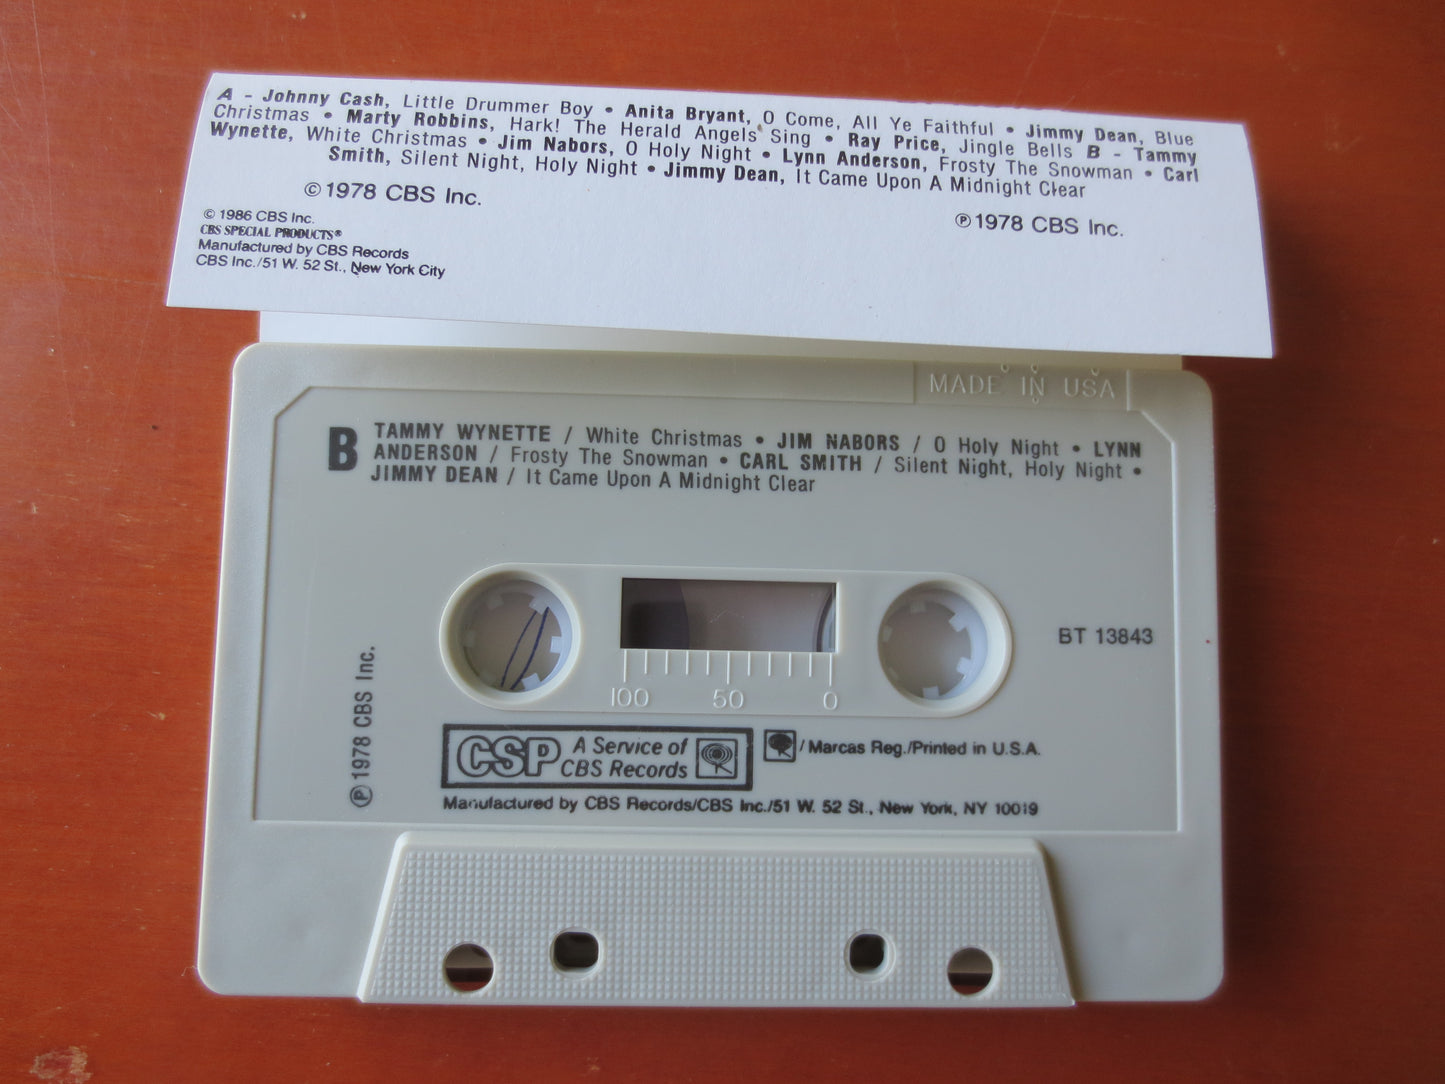 A - Johnny Cash, Little Drummer Boy • Anita Bryant, O Come, All Ye Faithful • Jimmy Dean, Blue
Christmas • Marty Robbins, Hark! The Herald Angels Sing • Ray Price, Jingle Bells B - Tammy
Wynette, White Christmas • Jim Nabors, O Holy Night • Lynn Anderson, Frosty The Snowman • Carl
Smith, Silent Night, Holy Night • Jimmy Dean, It Came Upon A Midnight Clear
© 1978 CBS Inc.
℗ 1978 CBS Inc.
© 1986 CBS Inc.
CBS SPECIAL PRODUCTS®
Manufactured by CBS Records
CBS Inc./51 W. 52 St., New York City
MADE IN USA
B
TAMMY WYNETTE / White Christmas • JIM NABORS / O Holy Night • LYNN
ANDERSON / Frosty The Snowman • CARL SMITH / Silent Night, Holy Night •
JIMMY DEAN / It Came Upon A Midnight Clear
BT 13843
100 50 0
℗ 1978 CBS Inc.
CSP A Service of
CBS Records
/Marcas Reg./Printed in U.S.A.
Manufactured by CBS Records/CBS Inc./51 W. 52 St., New York, NY 10019